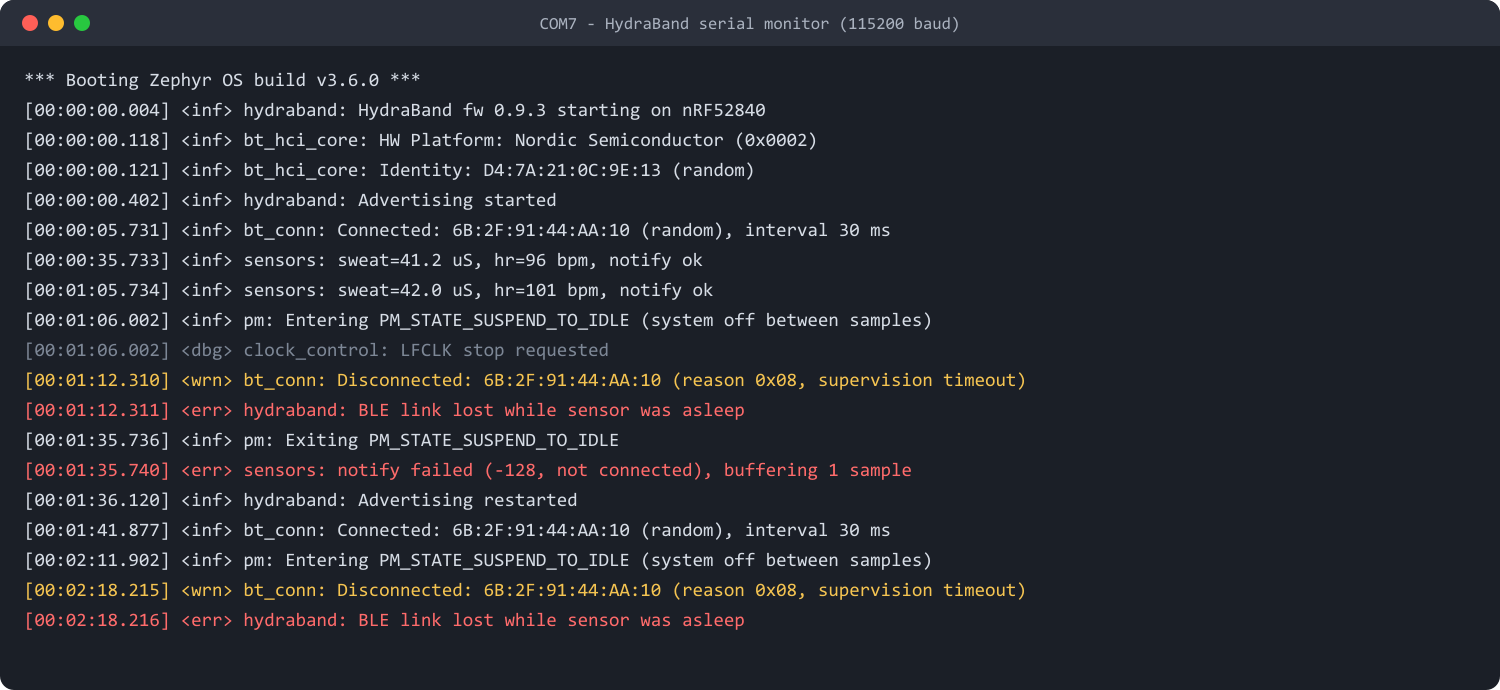 COM7 - HydraBand serial monitor (115200 baud)
*** Booting Zephyr OS build v3.6.0 ***
[00:00:00.004] <inf> hydraband: HydraBand fw 0.9.3 starting on nRF52840
[00:00:00.118] <inf> bt_hci_core: HW Platform: Nordic Semiconductor (0x0002)
[00:00:00.121] <inf> bt_hci_core: Identity: D4:7A:21:0C:9E:13 (random)
[00:00:00.402] <inf> hydraband: Advertising started
[00:00:05.731] <inf> bt_conn: Connected: 6B:2F:91:44:AA:10 (random), interval 30 ms
[00:00:35.733] <inf> sensors: sweat=41.2 uS, hr=96 bpm, notify ok
[00:01:05.734] <inf> sensors: sweat=42.0 uS, hr=101 bpm, notify ok
[00:01:06.002] <inf> pm: Entering PM_STATE_SUSPEND_TO_IDLE (system off between samples)
[00:01:06.002] <dbg> clock_control: LFCLK stop requested
[00:01:12.310] <wrn> bt_conn: Disconnected: 6B:2F:91:44:AA:10 (reason 0x08, supervision timeout)
[00:01:12.311] <err> hydraband: BLE link lost while sensor was asleep
[00:01:35.736] <inf> pm: Exiting PM_STATE_SUSPEND_TO_IDLE
[00:01:35.740] <err> sensors: notify failed (-128, not connected), buffering 1 sample
[00:01:36.120] <inf> hydraband: Advertising restarted
[00:01:41.877] <inf> bt_conn: Connected: 6B:2F:91:44:AA:10 (random), interval 30 ms
[00:02:11.902] <inf> pm: Entering PM_STATE_SUSPEND_TO_IDLE (system off between samples)
[00:02:18.215] <wrn> bt_conn: Disconnected: 6B:2F:91:44:AA:10 (reason 0x08, supervision timeout)
[00:02:18.216] <err> hydraband: BLE link lost while sensor was asleep